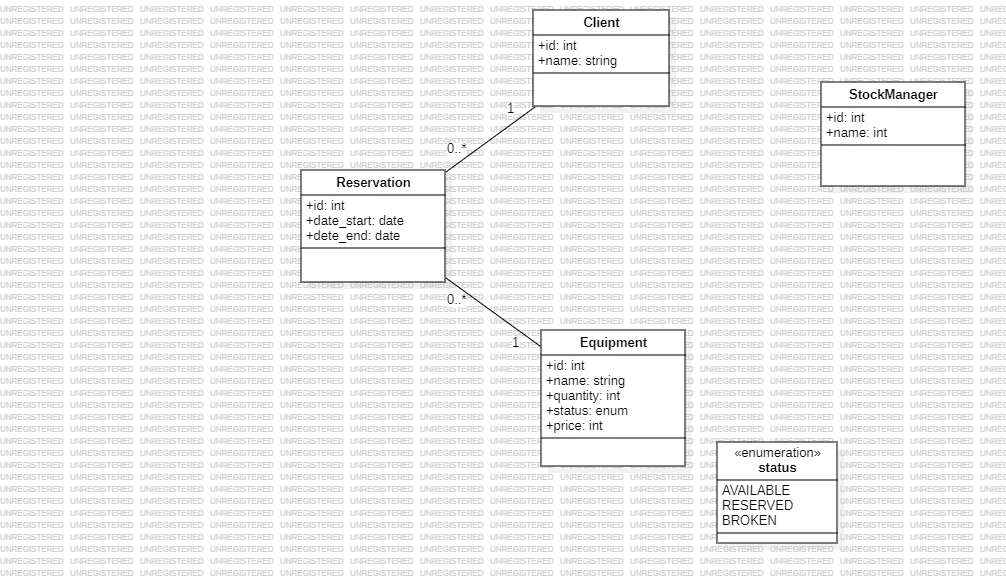 Client
+id: int
+name: string
StockManager
+id: int
+name: int
1
0..*
Reservation
+id: int
+date_start: date
+dete_end: date
0..*
1
Equipment
+id: int
+name: string
+quantity: int
+status: enum
+price: int
«enumeration»
status
AVAILABLE
RESERVED
BROKEN
UNREGISTERED